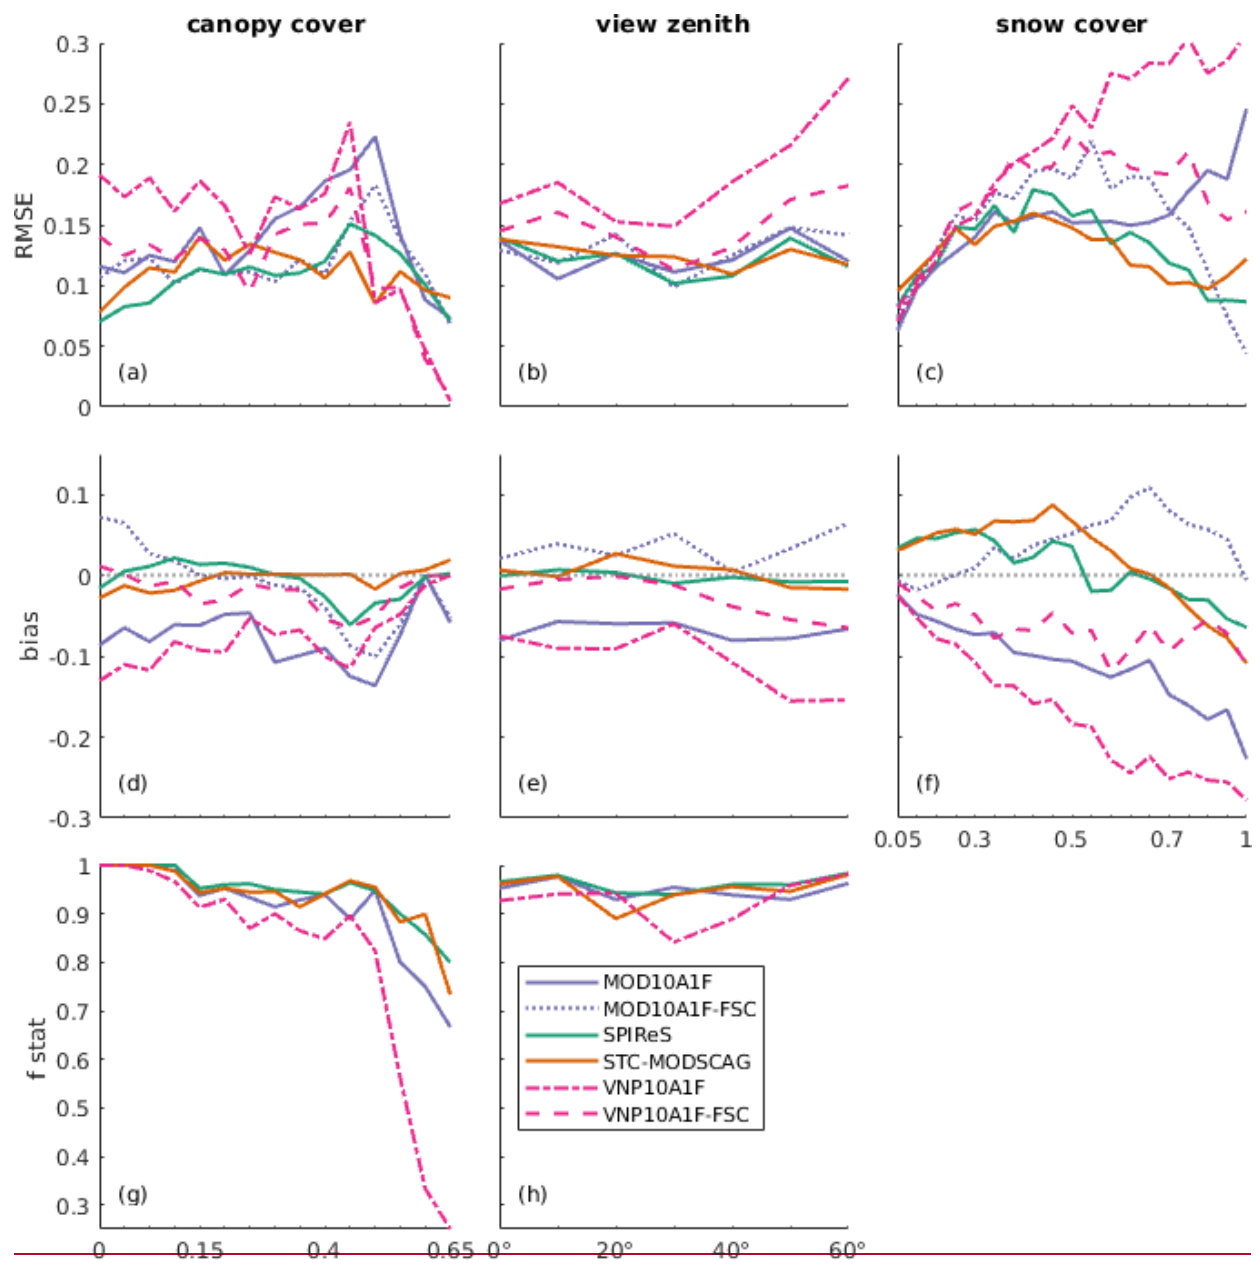 canopy cover view zenith snow cover
0.3
0.25
0.2
0.15
0.1
0.05
0
RMSE
(a) (b) (c)
0.1
0
-0.1
-0.2
-0.3
bias
(d) (e) (f)
0.05 0.3 0.5 0.7 1
1
0.9
0.8
0.7
0.6
0.5
0.4
0.3
f stat
MOD10A1F
MOD10A1F-FSC
SPIReS
STC-MODSCAG
VNP10A1F
VNP10A1F-FSC
(g) (h)
0 0.15 0.4 0.65 0° 20° 40° 60°